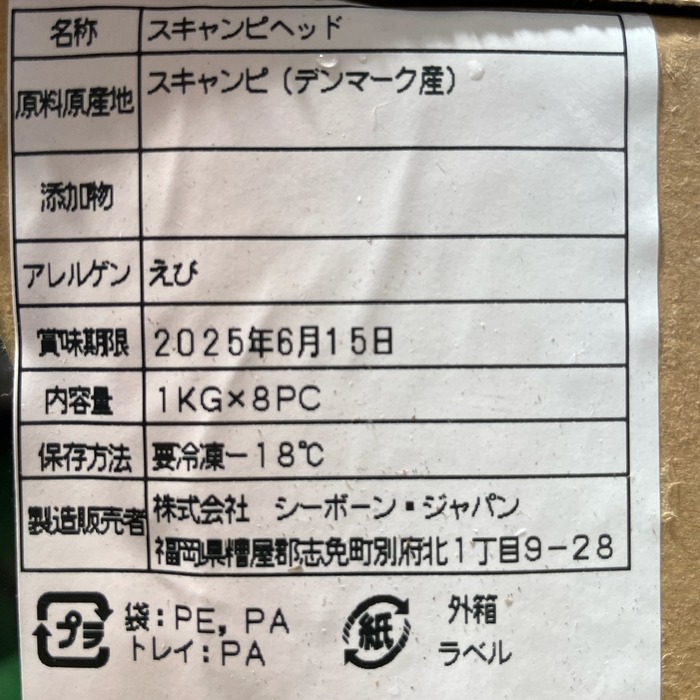 名称 スキャンピヘッド
原料原産地 スキャンピ（デンマーク産）
添加物
アレルゲン えび
賞味期限 2025年6月15日
内容量 1KG×8PC
保存方法 要冷凍－18℃
製造販売者 株式会社 シーボーン・ジャパン
福岡県糟屋郡志免町別府北1丁目9－28
プラ 袋：PE，PA 紙 外箱
トレイ：PA ラベル